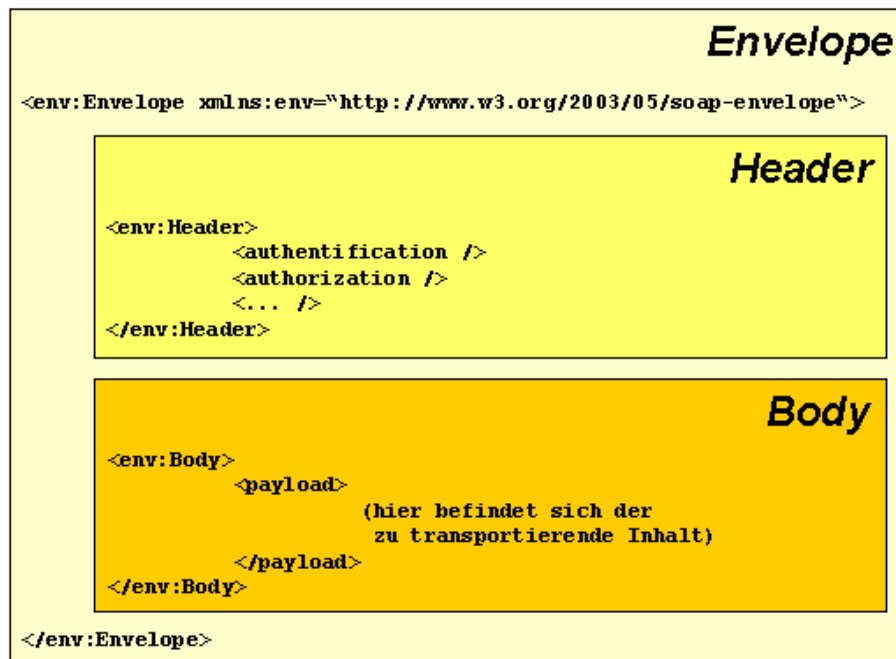 Envelope
<env:Envelope xmlns:env=“http://www.w3.org/2003/05/soap-envelope“>
Header
<env:Header>
<authentification />
<authorization />
<... />
</env:Header>
Body
<env:Body>
<payload>
(hier befindet sich der
zu transportierende Inhalt)
</payload>
</env:Body>
</env:Envelope>